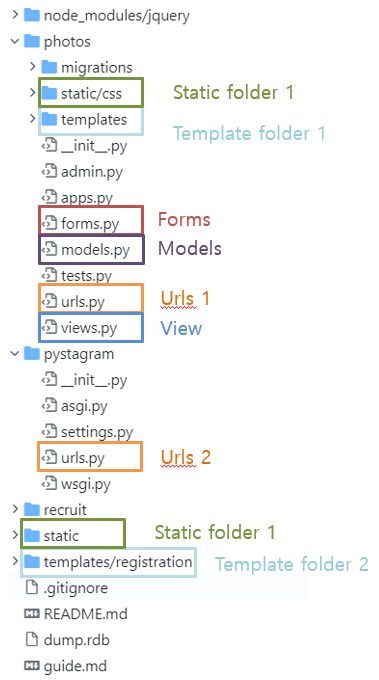 node_modules/jquery
photos
migrations
static/css Static folder 1
templates Template folder 1
__init__.py
admin.py
apps.py
forms.py Forms
models.py Models
tests.py
urls.py Urls 1
views.py View
pystagram
__init__.py
asgi.py
settings.py
urls.py Urls 2
wsgi.py
recruit
static Static folder 1
templates/registration Template folder 2
.gitignore
README.md
dump.rdb
guide.md